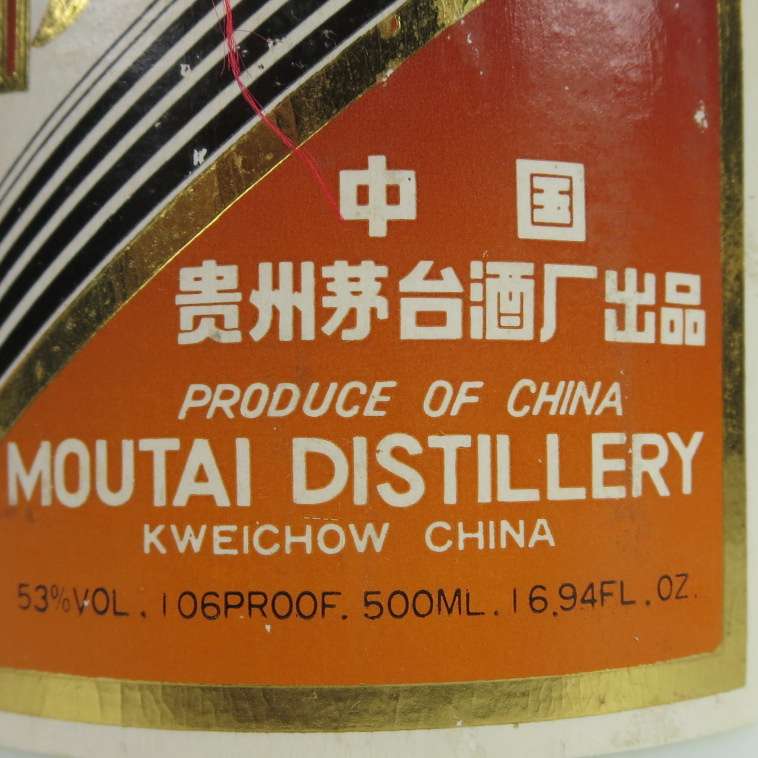 中国
贵州茅台酒厂出品
PRODUCE OF CHINA
MOUTAI DISTILLERY
KWEICHOW CHINA
53%VOL. 106PROOF. 500ML. 16.94FL.OZ.